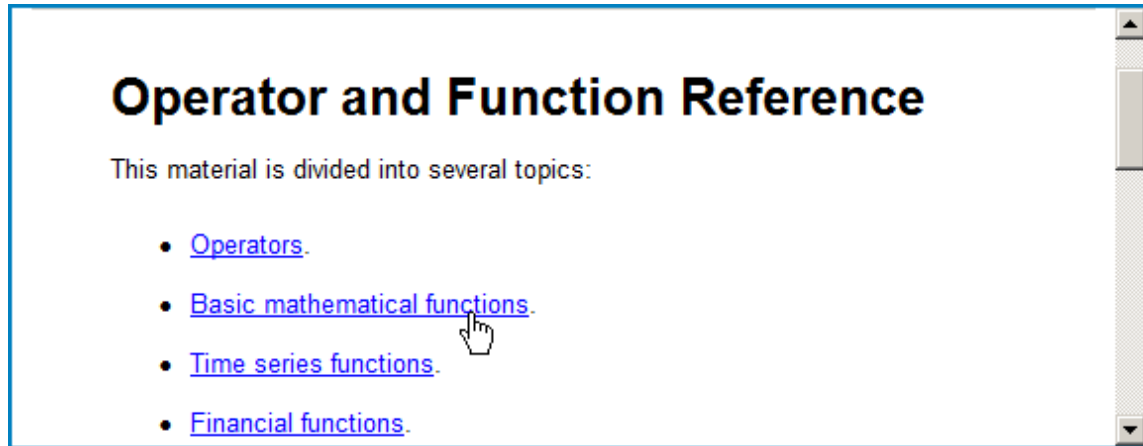 Operator and Function Reference
This material is divided into several topics:
• Operators.
• Basic mathematical functions.
• Time series functions.
• Financial functions.